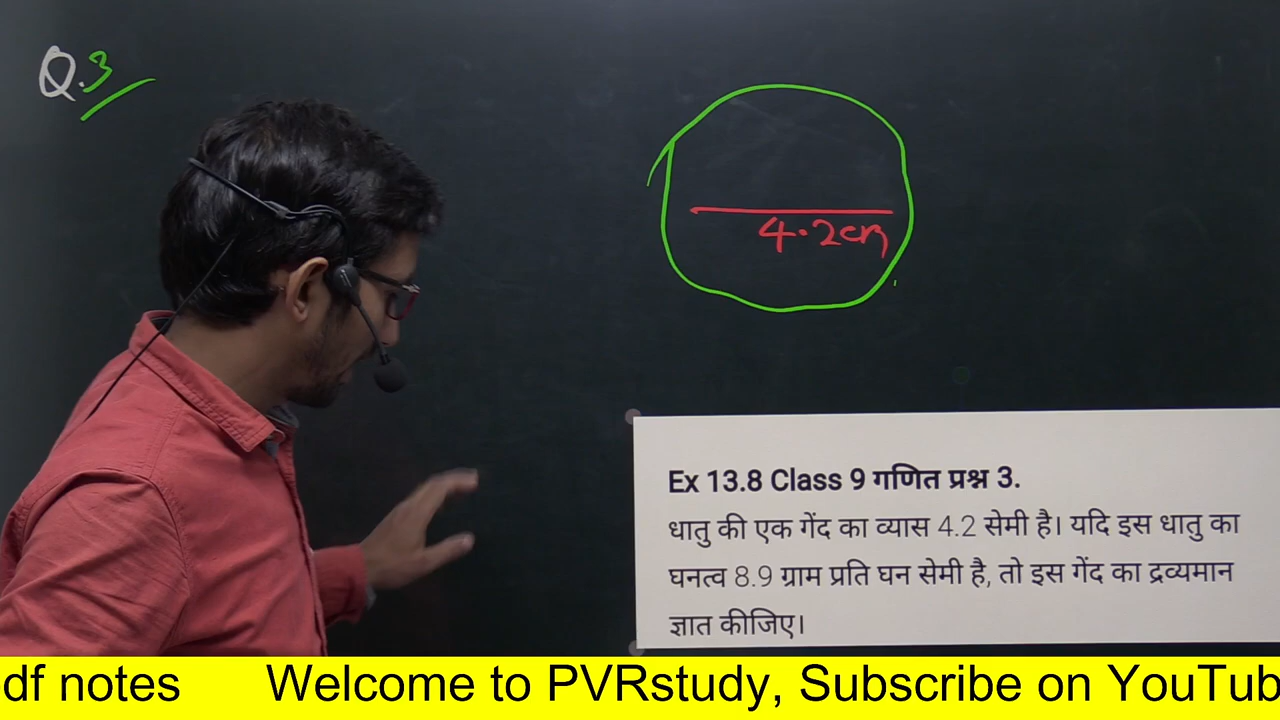 Q.3
4.2cm
Ex 13.8 Class 9 गणित प्रश्न 3.
धातु की एक गेंद का व्यास 4.2 सेमी है। यदि इस धातु का
घनत्व 8.9 ग्राम प्रति घन सेमी है, तो इस गेंद का द्रव्यमान
ज्ञात कीजिए।
df notes Welcome to PVRstudy, Subscribe on YouTub